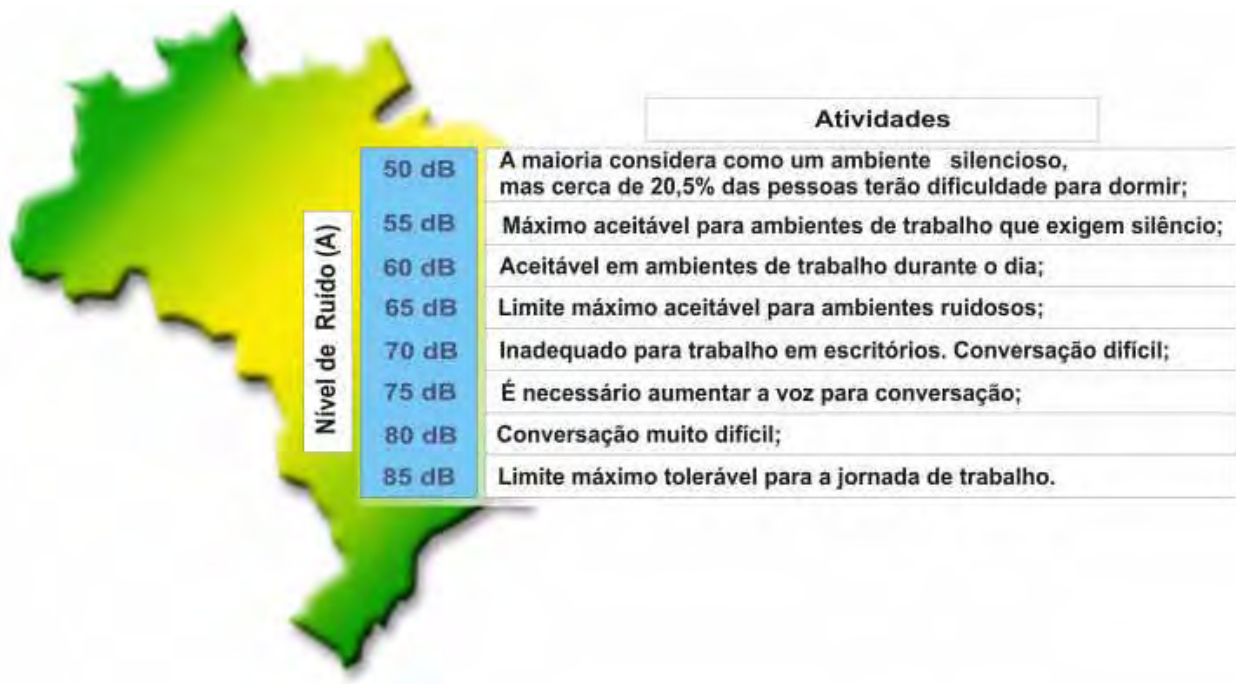 Atividades
Nível de Ruído (A)
50 dB A maioria considera como um ambiente silencioso,
mas cerca de 20,5% das pessoas terão dificuldade para dormir;
55 dB Máximo aceitável para ambientes de trabalho que exigem silêncio;
60 dB Aceitável em ambientes de trabalho durante o dia;
65 dB Limite máximo aceitável para ambientes ruidosos;
70 dB Inadequado para trabalho em escritórios. Conversação difícil;
75 dB É necessário aumentar a voz para conversação;
80 dB Conversação muito difícil;
85 dB Limite máximo tolerável para a jornada de trabalho.